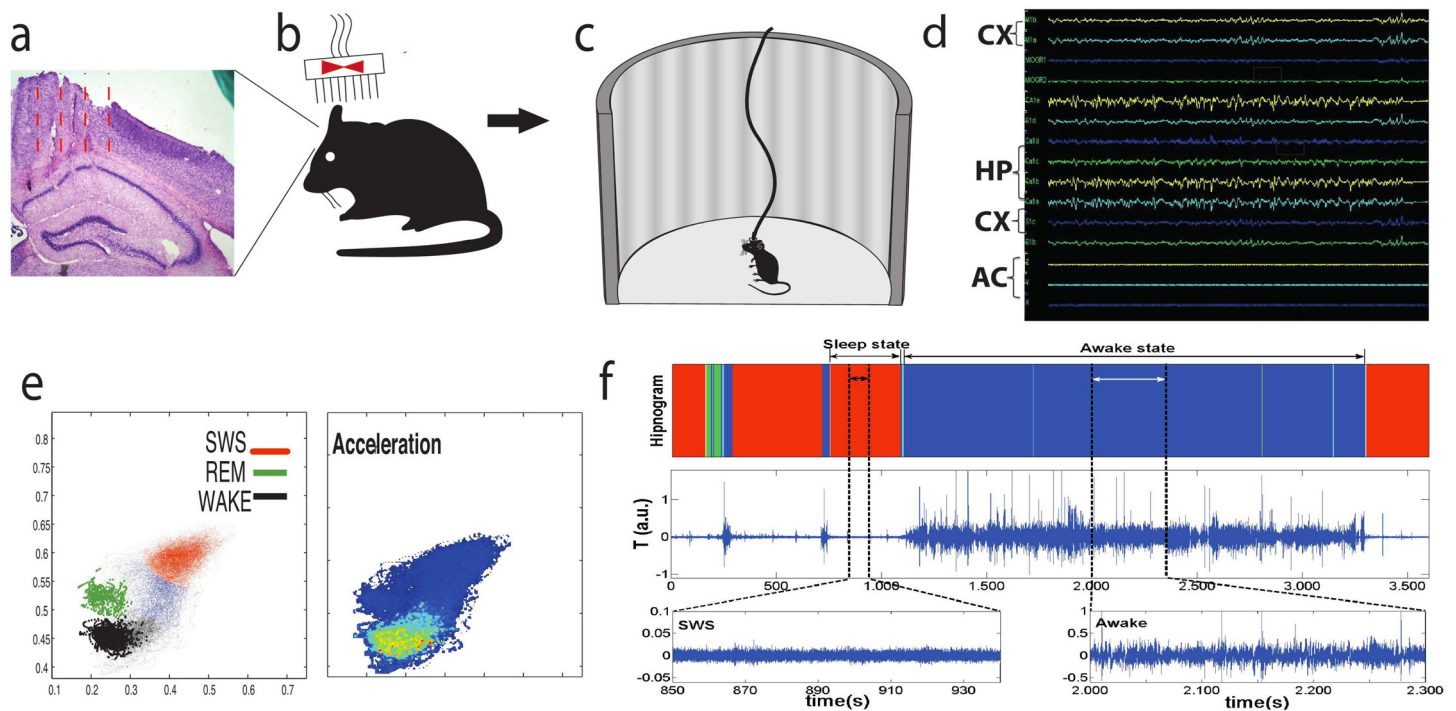 a
b
c
d
CX
HP
CX
AC
MIOGR1
MIOGR2
e
SWS
REM
WAKE
0.8
0.75
0.7
0.65
0.6
0.55
0.5
0.45
0.4
0.1 0.2 0.3 0.4 0.5 0.6 0.7
Acceleration
f
Sleep state
Awake state
Hipnogram
T (a.u.)
1
0
-1
0 500 1.000 1.500 2.000 2.500 3.000 3.500
SWS
0.1
0.05
0
-0.05
850 870 890 910 930
time(s)
Awake
1
0.5
0
-0.5
2.000 2.100 2.200 2.300
time(s)